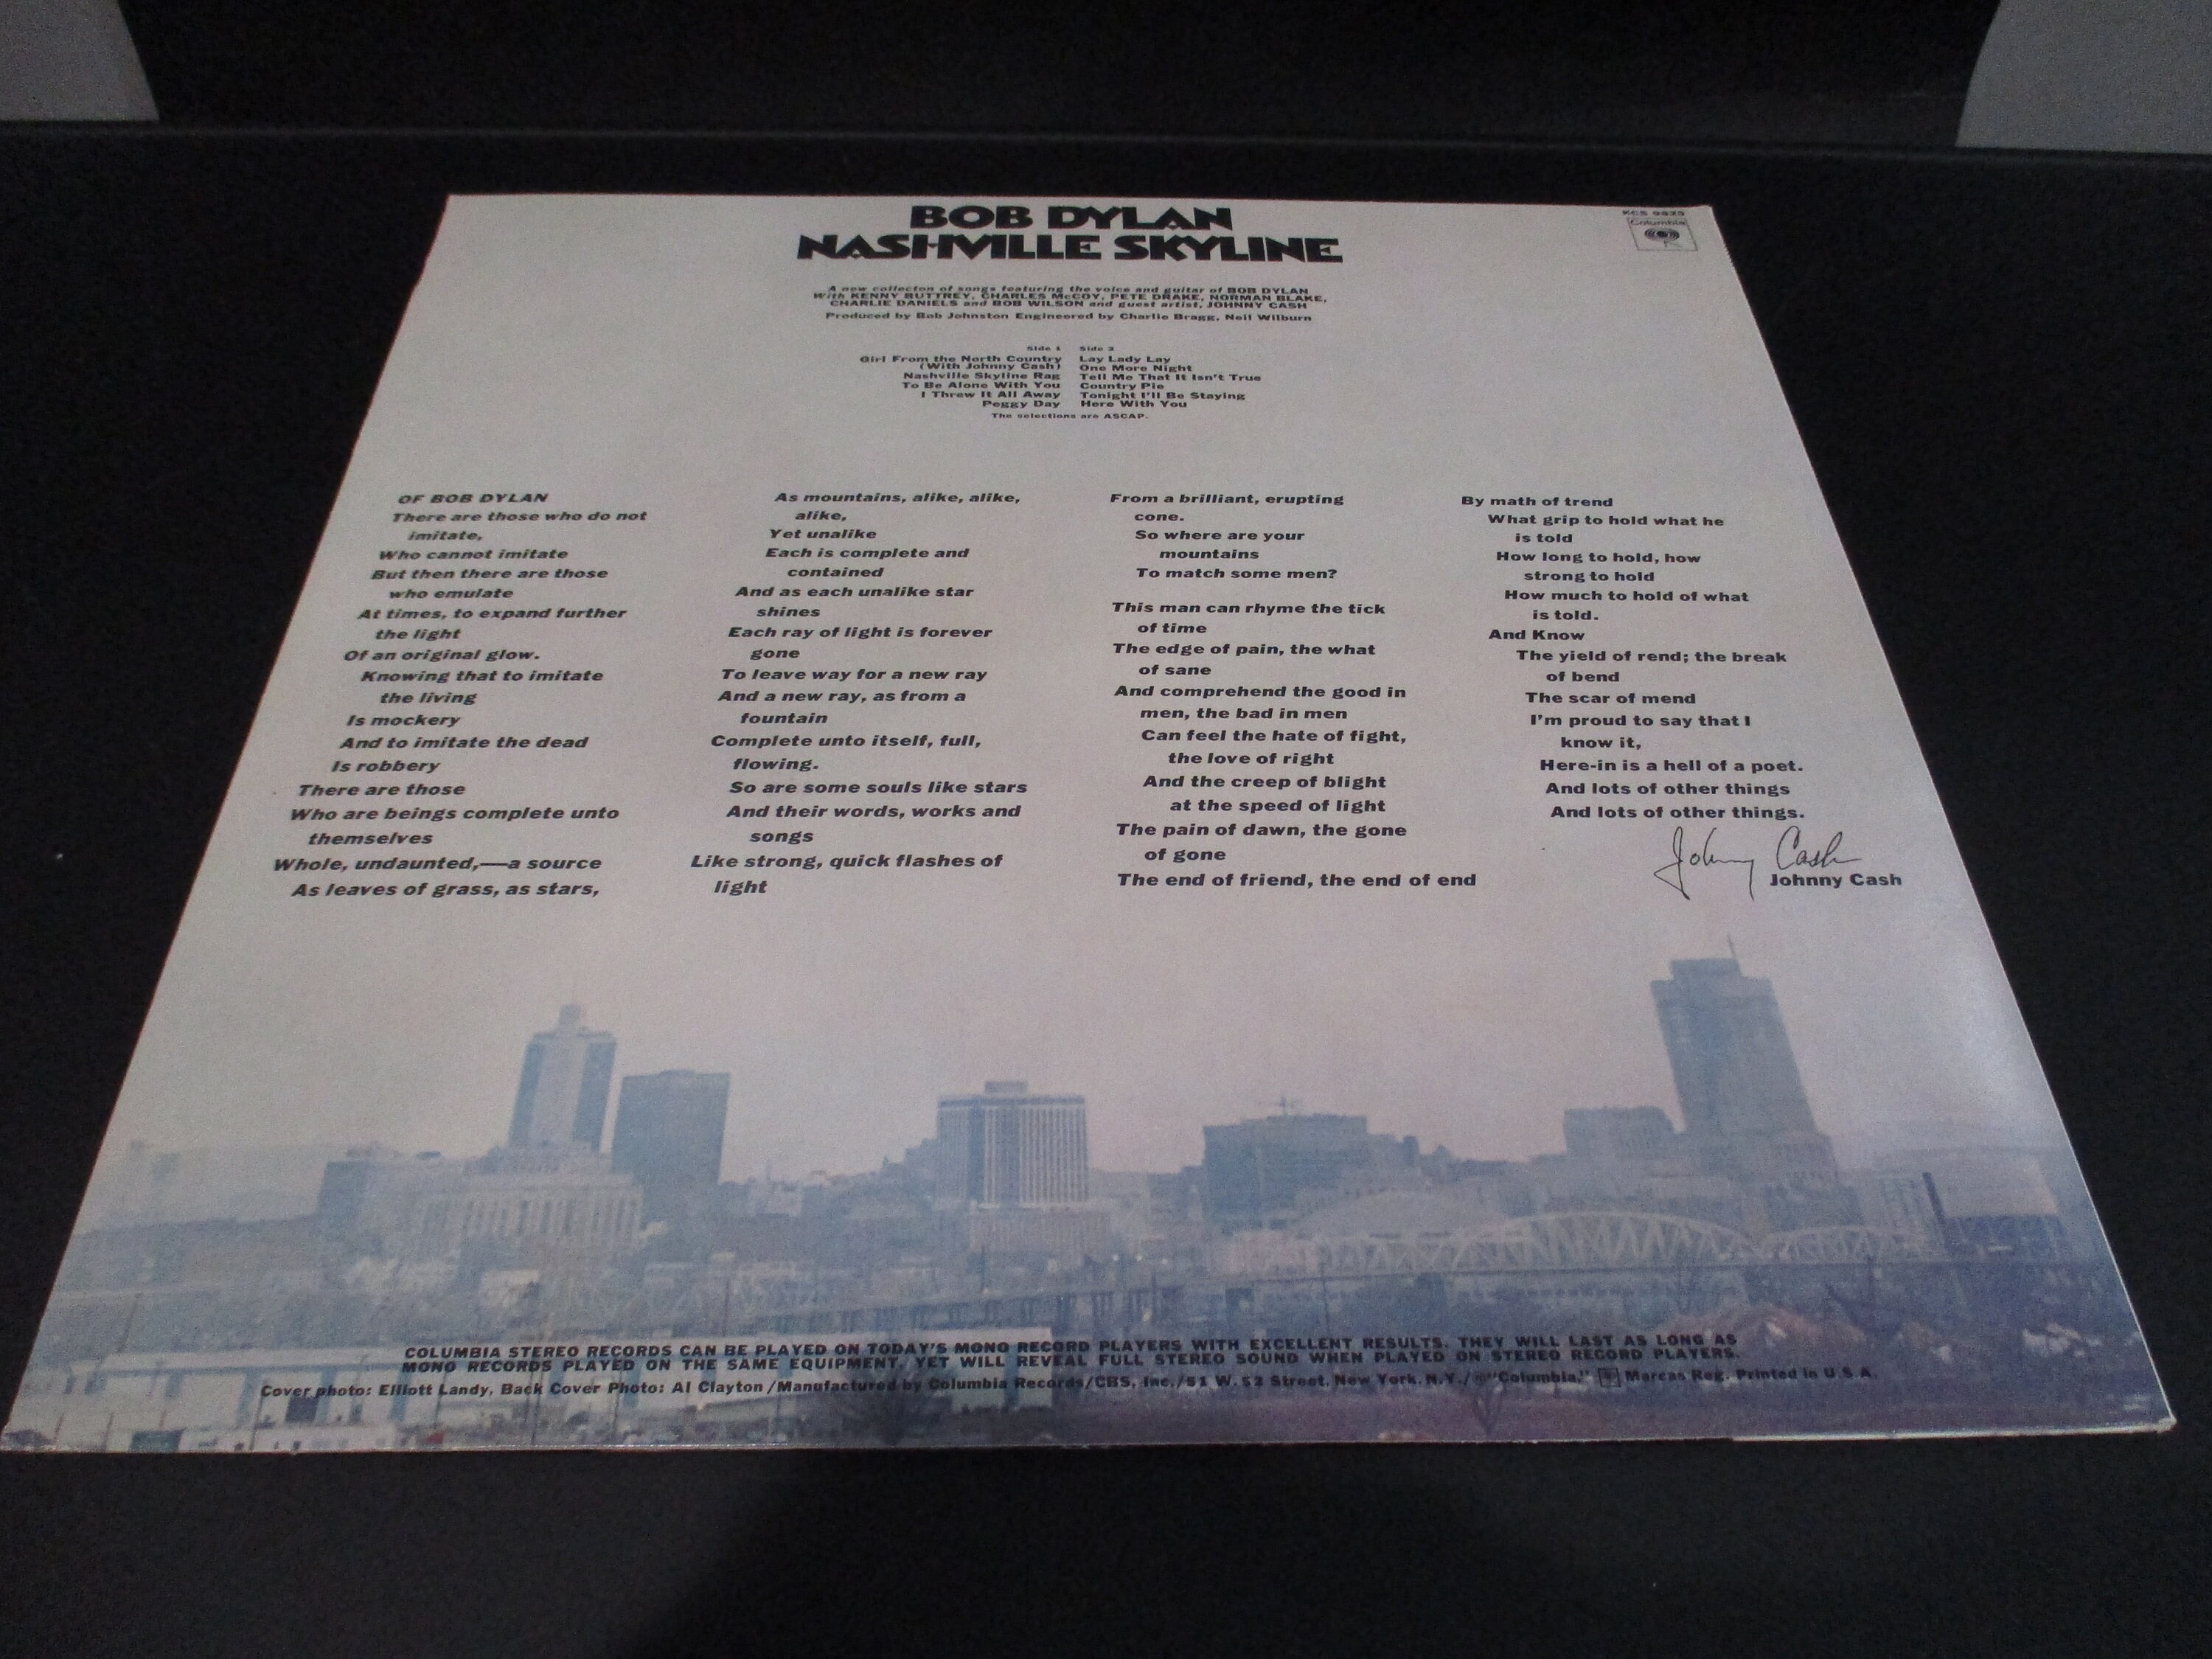 BOB DYLAN
NASHVILLE SKYLINE
KCS 9825
Columbia
A new collecton of songs featuring the voice and guitar of BOB DYLAN
With KENNY BUTTREY, CHARLES McCOY, PETE DRAKE, NORMAN BLAKE,
CHARLIE DANIELS and BOB WILSON and guest artist, JOHNNY CASH
Produced by Bob Johnston Engineered by Charlie Bragg, Neil Wilburn
Side 1
Girl From the North Country
(With Johnny Cash)
Nashville Skyline Rag
To Be Alone With You
I Threw It All Away
Peggy Day
Side 2
Lay Lady Lay
One More Night
Tell Me That It Isn't True
Country Pie
Tonight I'll Be Staying
Here With You
The selections are ASCAP.
OF BOB DYLAN
There are those who do not
imitate,
Who cannot imitate
But then there are those
who emulate
At times, to expand further
the light
Of an original glow.
Knowing that to imitate
the living
Is mockery
And to imitate the dead
Is robbery
There are those
Who are beings complete unto
themselves
Whole, undaunted,—a source
As leaves of grass, as stars,
As mountains, alike, alike,
alike,
Yet unalike
Each is complete and
contained
And as each unalike star
shines
Each ray of light is forever
gone
To leave way for a new ray
And a new ray, as from a
fountain
Complete unto itself, full,
flowing.
So are some souls like stars
And their words, works and
songs
Like strong, quick flashes of
light
From a brilliant, erupting
cone.
So where are your
mountains
To match some men?
This man can rhyme the tick
of time
The edge of pain, the what
of sane
And comprehend the good in
men, the bad in men
Can feel the hate of fight,
the love of right
And the creep of blight
at the speed of light
The pain of dawn, the gone
of gone
The end of friend, the end of end
By math of trend
What grip to hold what he
is told
How long to hold, how
strong to hold
How much to hold of what
is told.
And Know
The yield of rend; the break
of bend
The scar of mend
I'm proud to say that I
know it,
Here-in is a hell of a poet.
And lots of other things
And lots of other things.
Johnny Cash
Johnny Cash
COLUMBIA STEREO RECORDS CAN BE PLAYED ON TODAY'S MONO RECORD PLAYERS WITH EXCELLENT RESULTS. THEY WILL LAST AS LONG AS
MONO RECORDS PLAYED ON THE SAME EQUIPMENT, YET WILL REVEAL FULL STEREO SOUND WHEN PLAYED ON STEREO RECORD PLAYERS.
Cover photo: Elliott Landy, Back Cover Photo: Al Clayton/Manufactured by Columbia Records/CBS, Inc./51 W. 52 Street, New York, N.Y./®"Columbia," Marcas Reg. Printed in U.S.A.